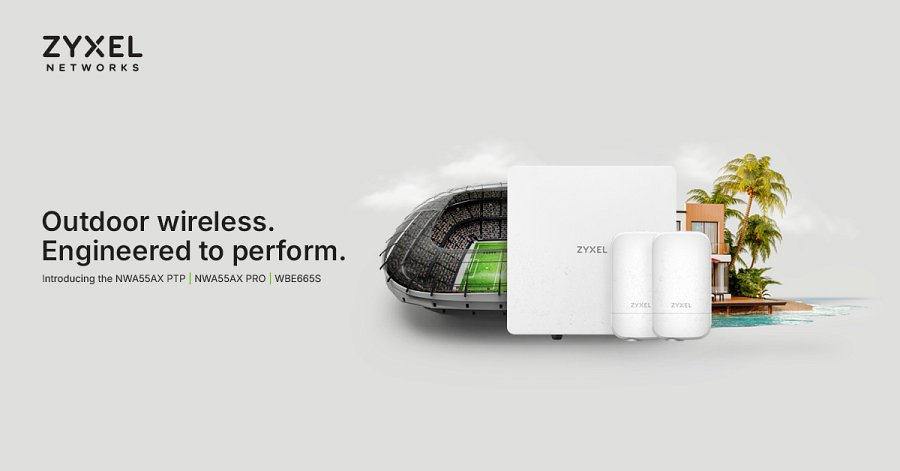 ZYXEL
NETWORKS
Outdoor wireless.
Engineered to perform.
Introducing the NWA55AX PTP | NWA55AX PRO | WBE665S
ZYXEL
ZYXEL
ZYXEL